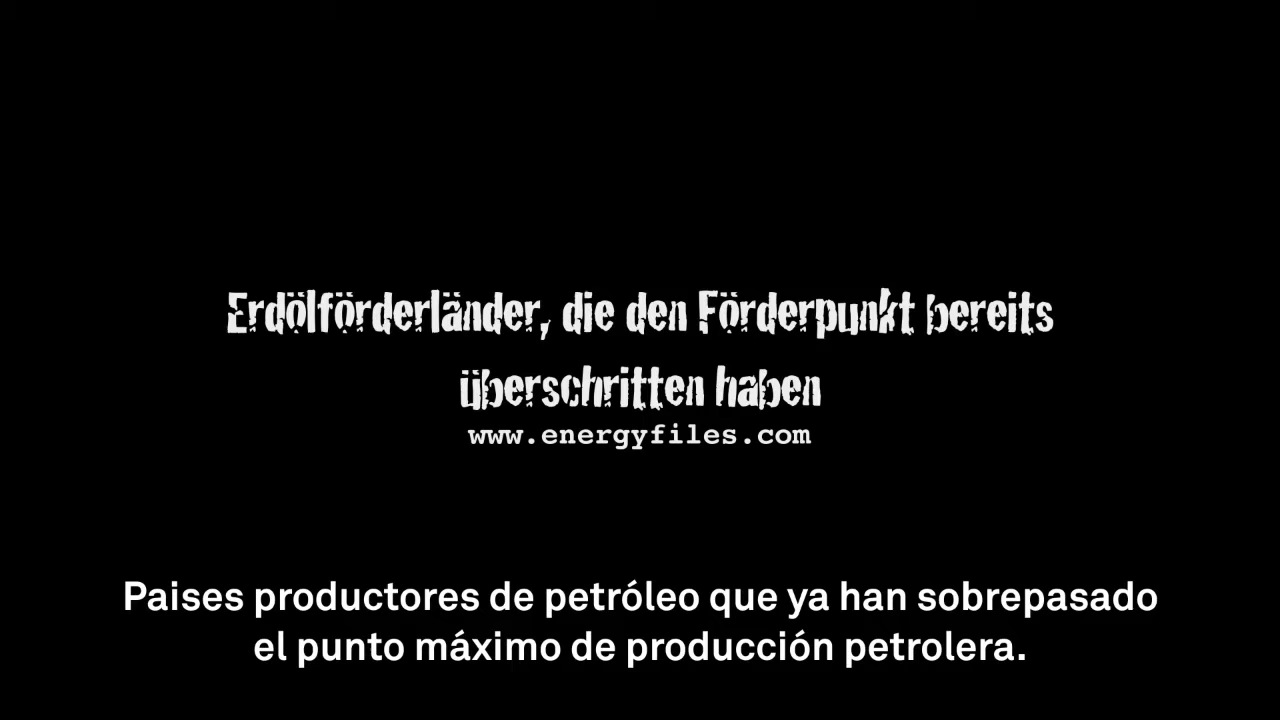 Erdölförderländer, die den Förderpunkt bereits
überschritten haben
www.energyfiles.com
Paises productores de petróleo que ya han sobrepasado
el punto máximo de producción petrolera.